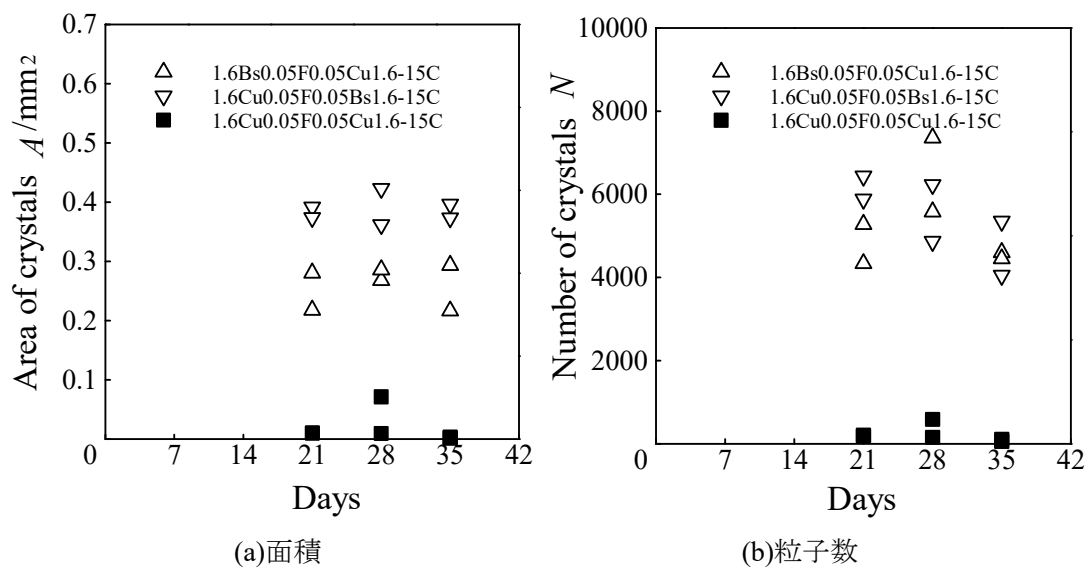 0.7
0.6
0.5
0.4
0.3
0.2
0.1
0
Area of crystals A/mm2
1.6Bs0.05F0.05Cu1.6-15C
1.6Cu0.05F0.05Bs1.6-15C
1.6Cu0.05F0.05Cu1.6-15C
7 14 21 28 35 42
Days
(a)面積
10000
8000
6000
4000
2000
0
Number of crystals N
1.6Bs0.05F0.05Cu1.6-15C
1.6Cu0.05F0.05Bs1.6-15C
1.6Cu0.05F0.05Cu1.6-15C
7 14 21 28 35 42
Days
(b)粒子数